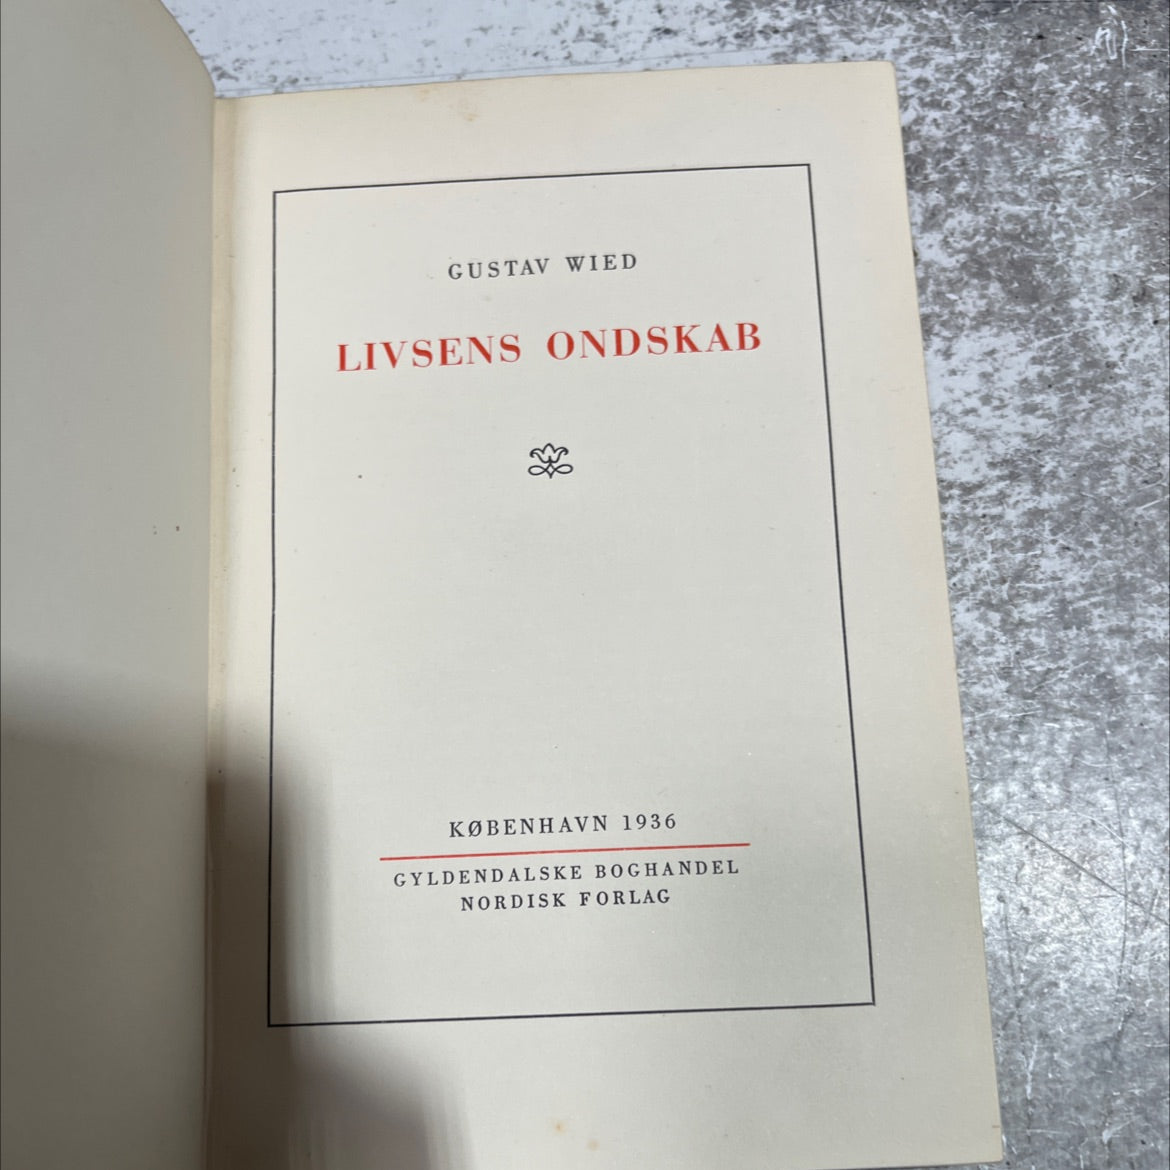 GUSTAV WIED
LIVSENS ONDSKAB
KØBENHAVN 1936
GYLDENDALSKE BOGHANDEL
NORDISK FORLAG